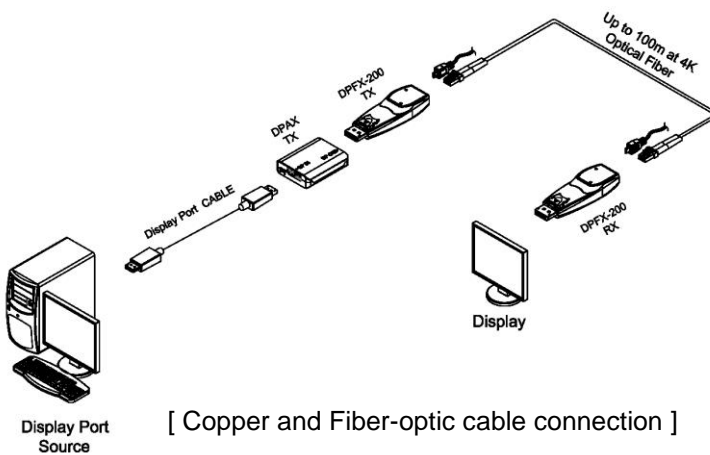 Up to 100m at 4K
Optical Fiber
DPFX-200
TX
DPAX
TX
Display Port CABLE
DPFX-200
RX
Display
Display Port
Source
[ Copper and Fiber-optic cable connection ]